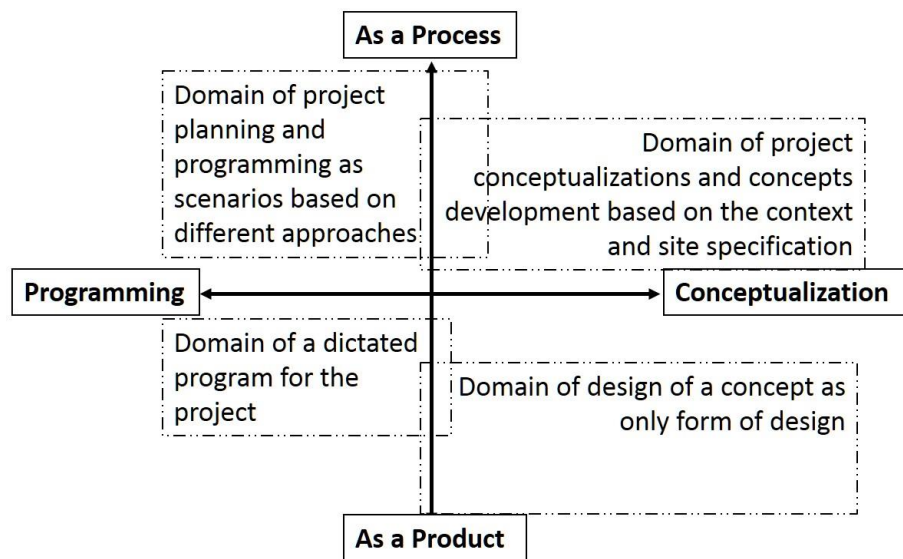 As a Process
Domain of project
planning and
programming as
scenarios based on
different approaches
Domain of project
conceptualizations and concepts
development based on the context
and site specification
Programming
Conceptualization
Domain of a dictated
program for the
project
Domain of design of a concept as
only form of design
As a Product